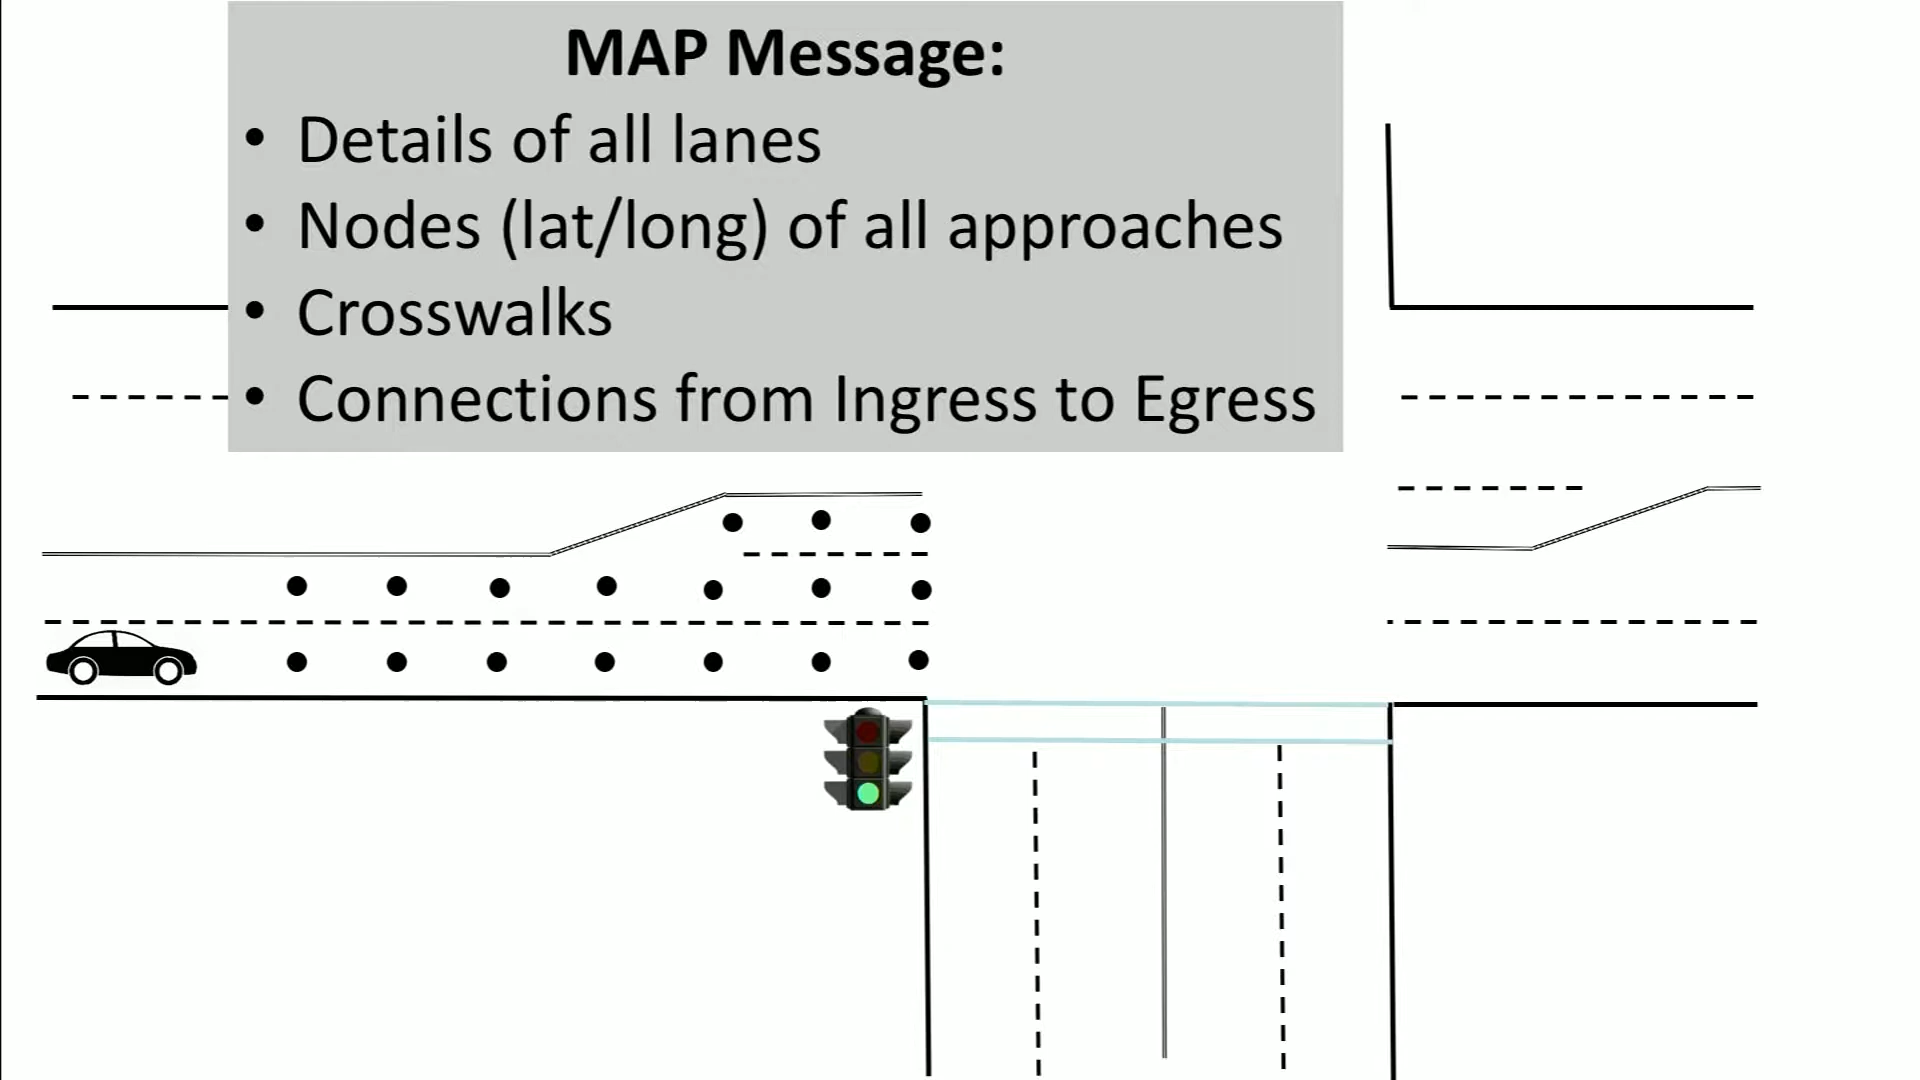 MAP Message:
• Details of all lanes
• Nodes (lat/long) of all approaches
• Crosswalks
• Connections from Ingress to Egress